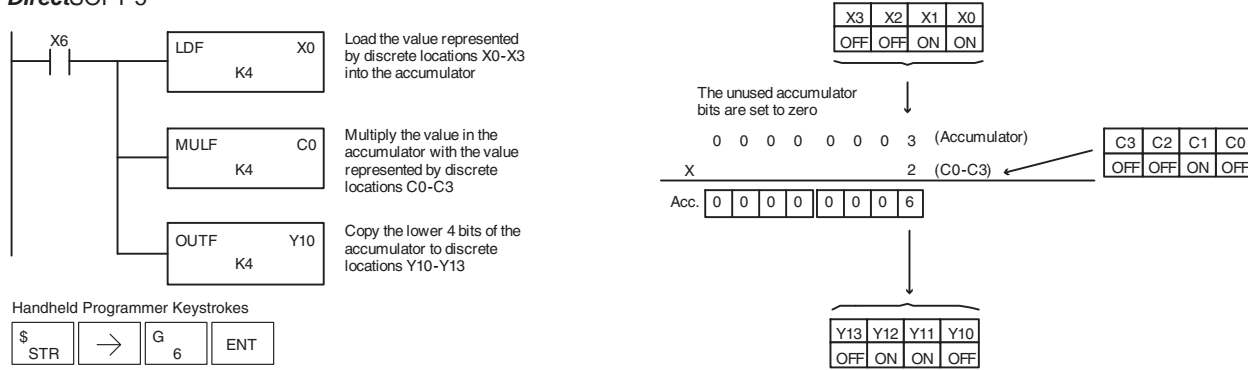 X6
LDF X0
K4
Load the value represented
by discrete locations X0-X3
into the accumulator
MULF C0
K4
Multiply the value in the
accumulator with the value
represented by discrete
locations C0-C3
OUTF Y10
K4
Copy the lower 4 bits of the
accumulator to discrete
locations Y10-Y13
Handheld Programmer Keystrokes
$ STR → G 6 ENT
X3 X2 X1 X0
OFF OFF ON ON
The unused accumulator
bits are set to zero
0 0 0 0 0 0 0 3 (Accumulator)
X 2 (C0-C3)
C3 C2 C1 C0
OFF OFF ON OFF
Acc. 0 0 0 0 0 0 0 6
Y13 Y12 Y11 Y10
OFF ON ON OFF